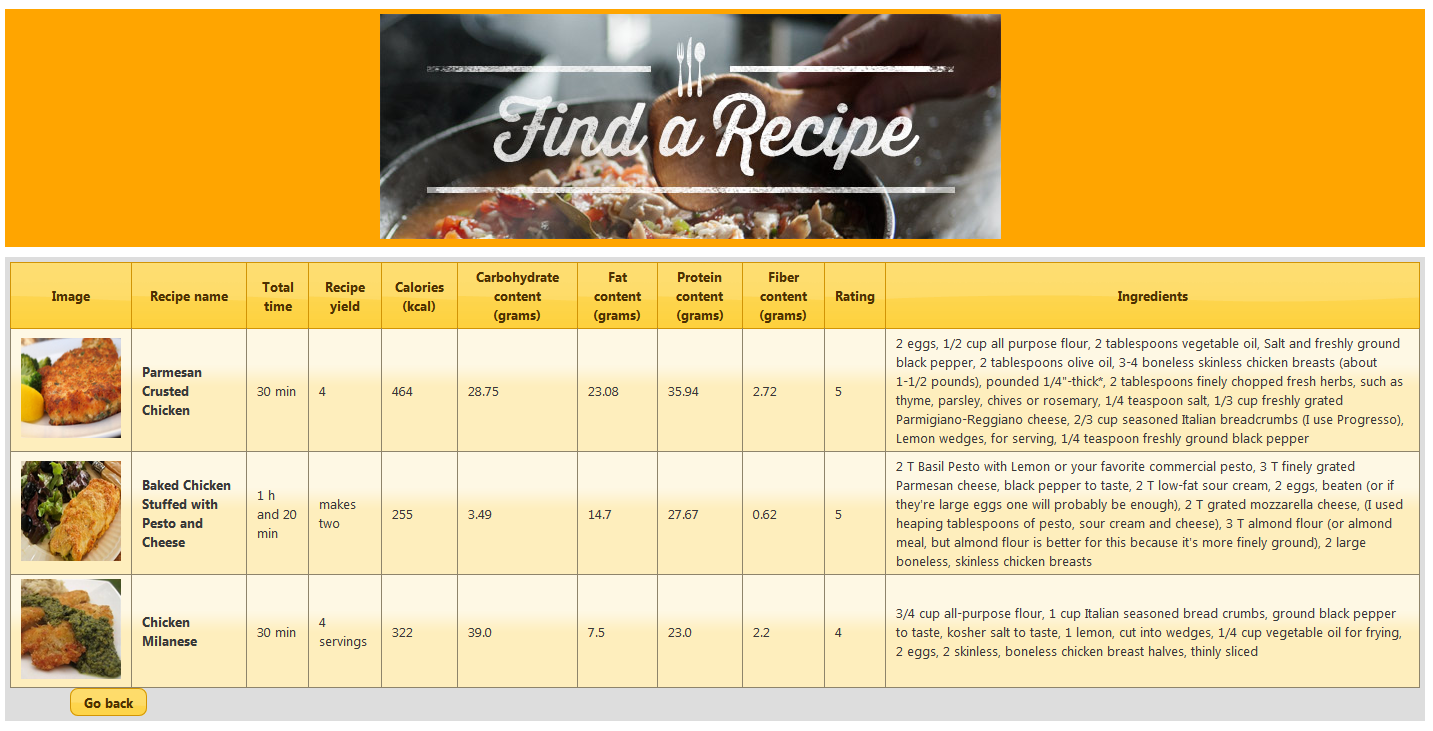 Find a Recipe
Image
Recipe name
Total
time
Recipe
yield
Calories
(kcal)
Carbohydrate
content
(grams)
Fat
content
(grams)
Protein
content
(grams)
Fiber
content
(grams)
Rating
Ingredients
Parmesan
Crusted
Chicken
30 min
4
464
28.75
23.08
35.94
2.72
5
2 eggs, 1/2 cup all purpose flour, 2 tablespoons vegetable oil, Salt and freshly ground
black pepper, 2 tablespoons olive oil, 3-4 boneless skinless chicken breasts (about
1-1/2 pounds), pounded 1/4"-thick*, 2 tablespoons finely chopped fresh herbs, such as
thyme, parsley, chives or rosemary, 1/4 teaspoon salt, 1/3 cup freshly grated
Parmigiano-Reggiano cheese, 2/3 cup seasoned Italian breadcrumbs (I use Progresso),
Lemon wedges, for serving, 1/4 teaspoon freshly ground black pepper
Baked Chicken
Stuffed with
Pesto and
Cheese
1 h
and 20
min
makes
two
255
3.49
14.7
27.67
0.62
5
2 T Basil Pesto with Lemon or your favorite commercial pesto, 3 T finely grated
Parmesan cheese, black pepper to taste, 2 T low-fat sour cream, 2 eggs, beaten (or if
they're large eggs one will probably be enough), 2 T grated mozzarella cheese, (I used
heaping tablespoons of pesto, sour cream and cheese), 3 T almond flour (or almond
meal, but almond flour is better for this because it's more finely ground), 2 large
boneless, skinless chicken breasts
Chicken
Milanese
30 min
4
servings
322
39.0
7.5
23.0
2.2
4
3/4 cup all-purpose flour, 1 cup Italian seasoned bread crumbs, ground black pepper
to taste, kosher salt to taste, 1 lemon, cut into wedges, 1/4 cup vegetable oil for frying,
2 eggs, 2 skinless, boneless chicken breast halves, thinly sliced
Go back